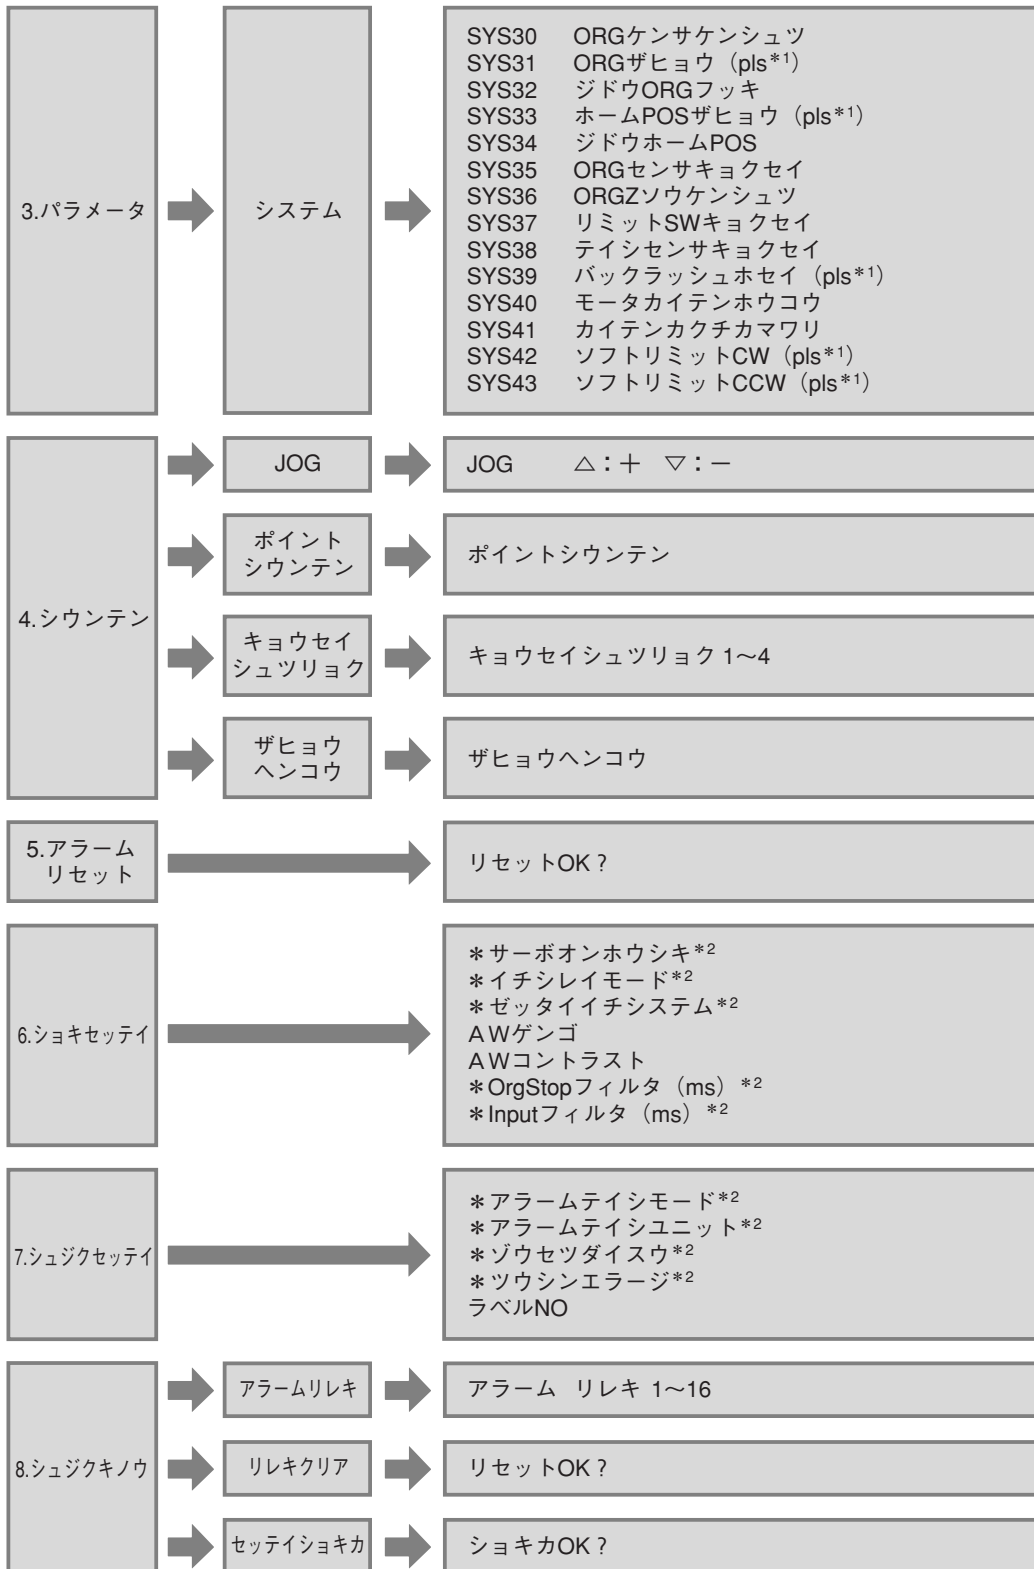 3.パラメータ
システム
SYS30 ORGケンサケンシュツ
SYS31 ORGザヒョウ（pls*1）
SYS32 ジドウORGフッキ
SYS33 ホームPOSザヒョウ（pls*1）
SYS34 ジドウホームPOS
SYS35 ORGセンサキョクセイ
SYS36 ORGZソウケンシュツ
SYS37 リミットSWキョクセイ
SYS38 テイシセンサキョクセイ
SYS39 バックラッシュホセイ（pls*1）
SYS40 モータカイテンホウコウ
SYS41 カイテンカクチカマワリ
SYS42 ソフトリミットCW（pls*1）
SYS43 ソフトリミットCCW（pls*1）
4.シウンテン
JOG
JOG △：＋ ▽：－
ポイント
シウンテン
ポイントシウンテン
キョウセイ
シュツリョク
キョウセイシュツリョク 1～4
ザヒョウ
ヘンコウ
ザヒョウヘンコウ
5.アラーム
リセット
リセットOK？
6.ショキセッテイ
＊サーボオンホウシキ*2
＊イチシレイモード*2
＊ゼッタイイチシステム*2
AWゲンゴ
AWコントラスト
＊OrgStopフィルタ（ms）*2
＊Inputフィルタ（ms）*2
7.シュジクセッテイ
＊アラームテイシモード*2
＊アラームテイシユニット*2
＊ゾウセツダイスウ*2
＊ツウシンエラージ*2
ラベルNO
8.シュジクキノウ
アラームリレキ
アラーム リレキ 1～16
リレキクリア
リセットOK？
セッテイショキカ
ショキカOK？